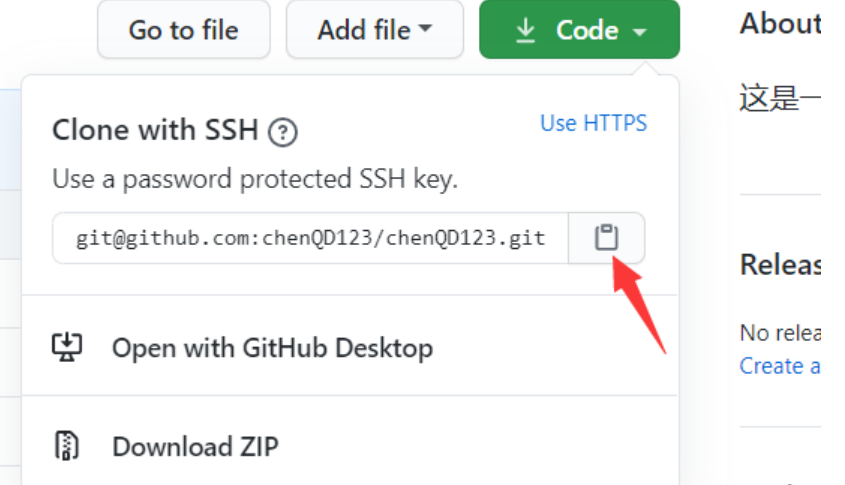 Go to file
Add file
Code
About
这是一
Clone with SSH
Use HTTPS
Use a password protected SSH key.
git@github.com:chenQD123/chenQD123.git
Releas
No relea
Create a
Open with GitHub Desktop
Download ZIP